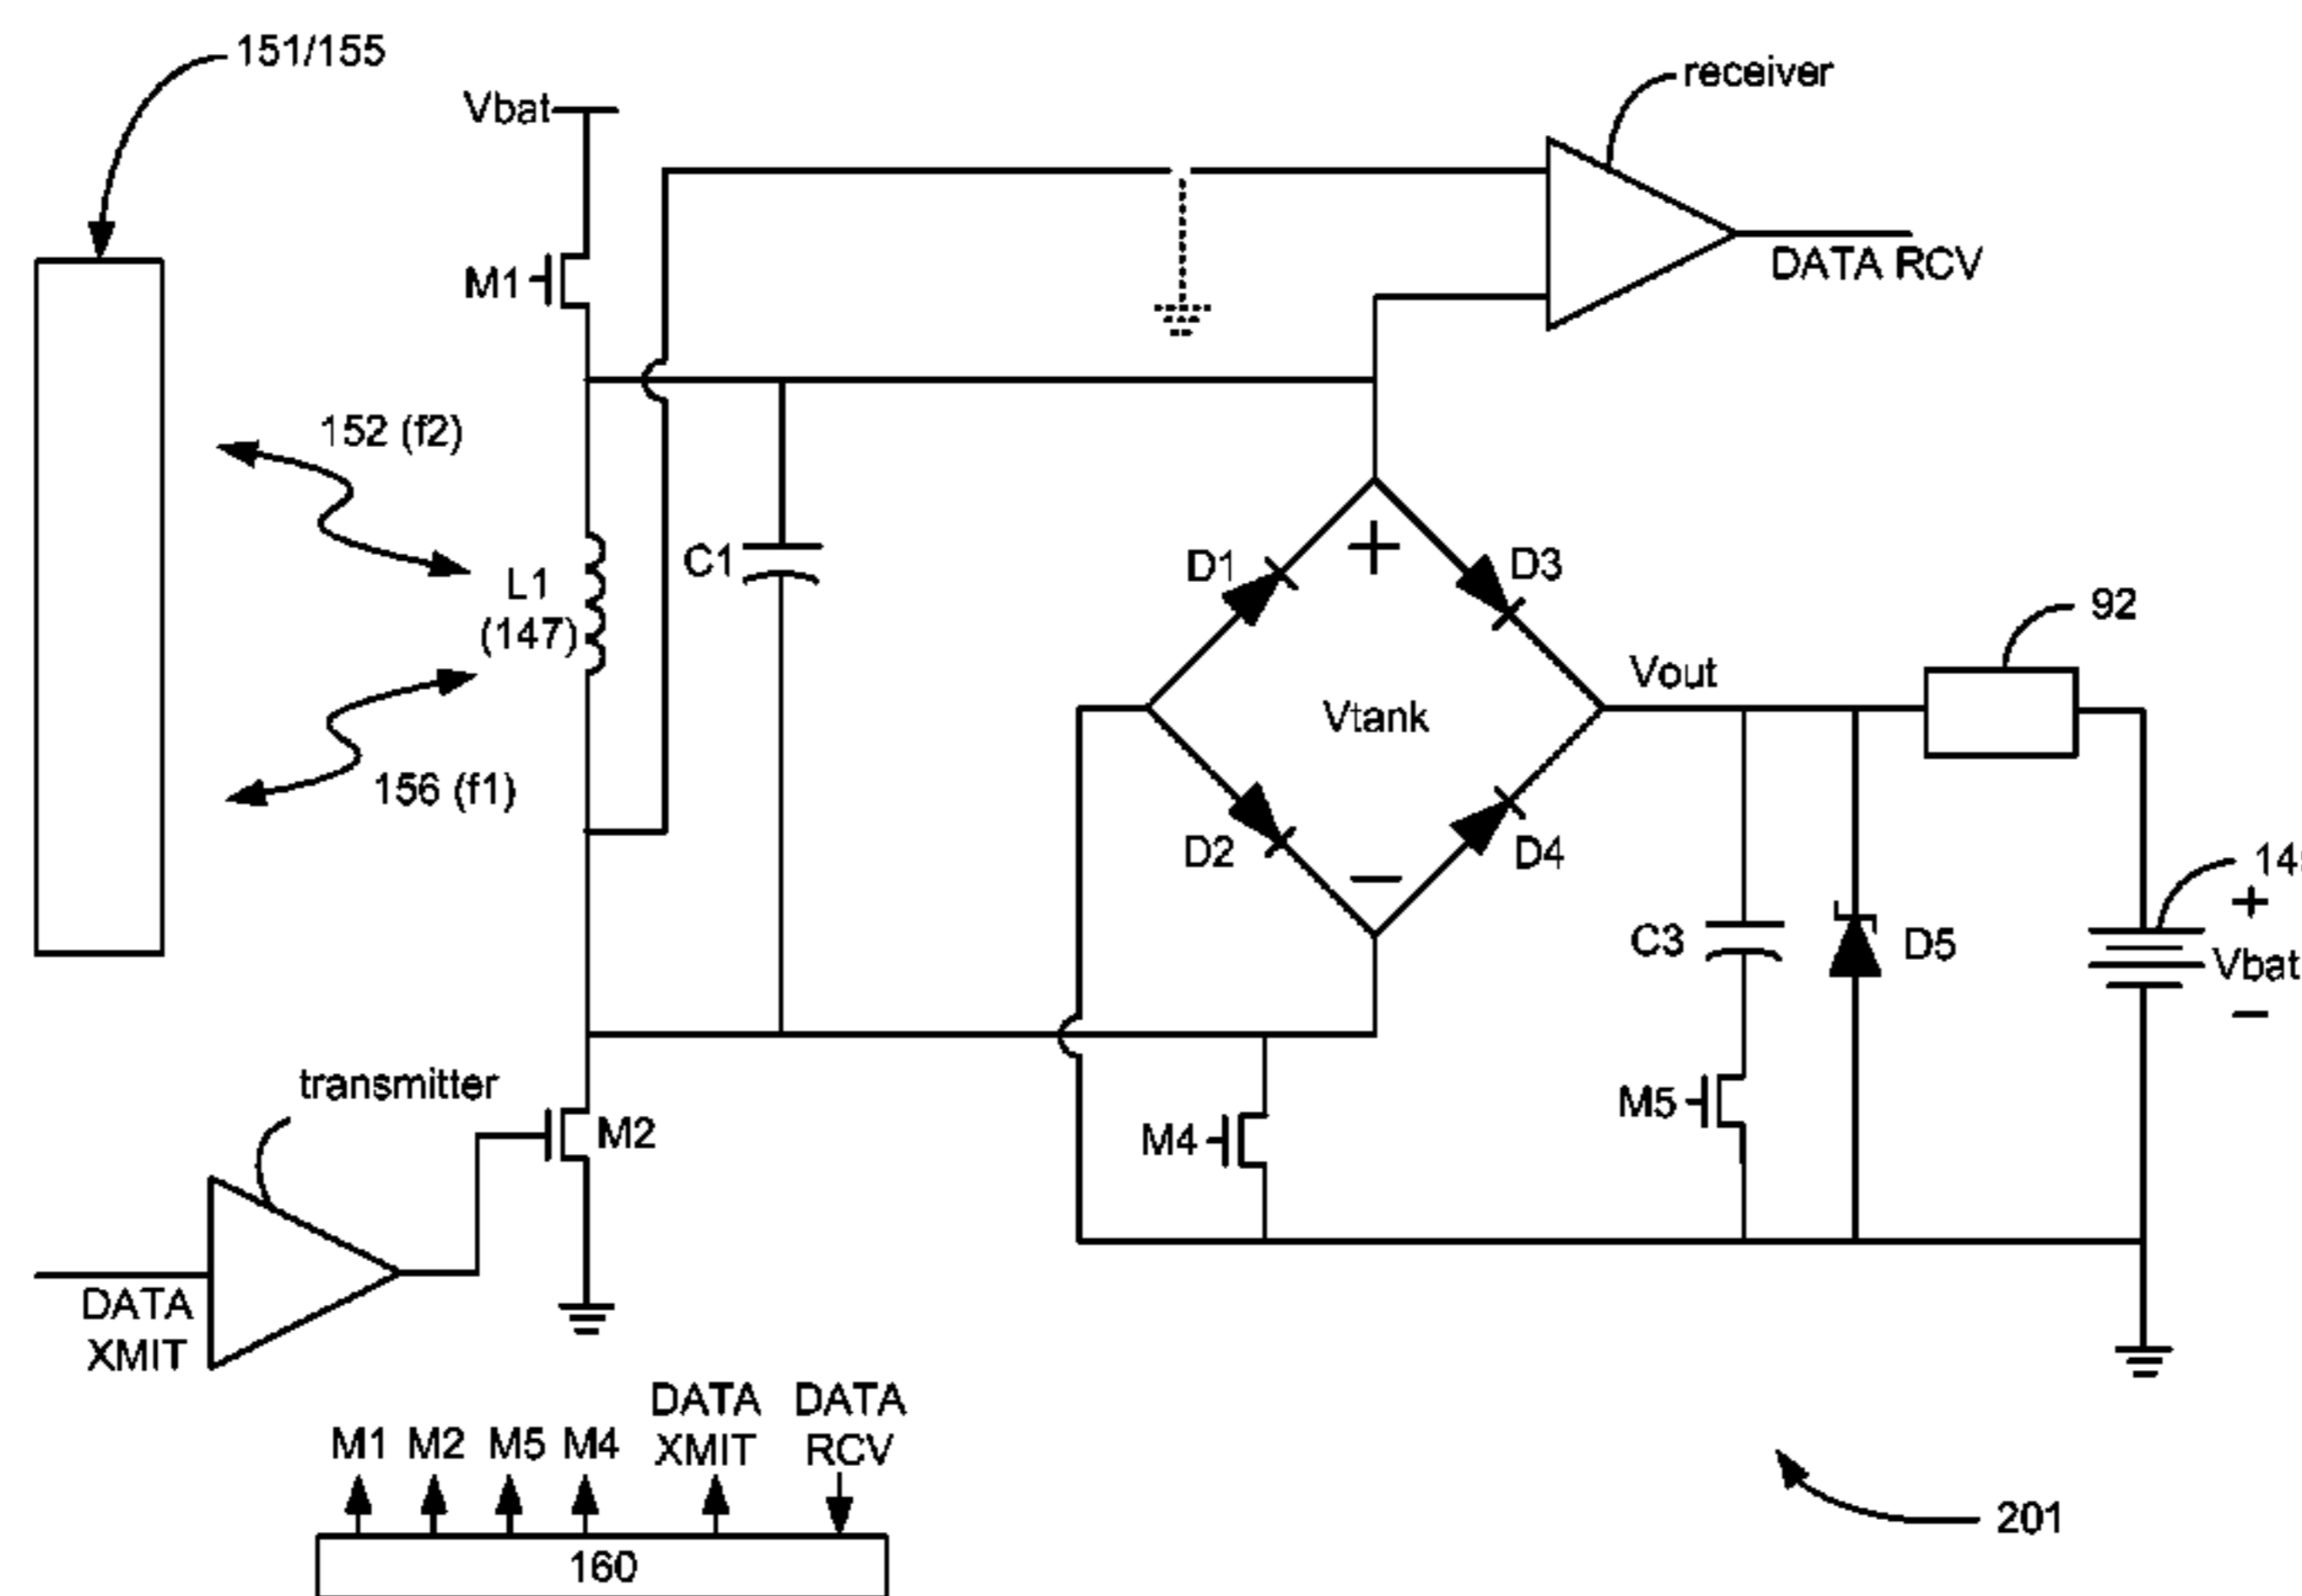 151/155
receiver
Vbat
M1
DATA RCV
152 (f2)
C1
L1
(147)
D1
+
D3
92
Vout
Vtank
156 (f1)
D2
−
D4
C3
D5
+
Vbat
−
transmitter
M2
M4
M5
DATA
XMIT
M1 M2 M5 M4
DATA
XMIT
DATA
RCV
160
201